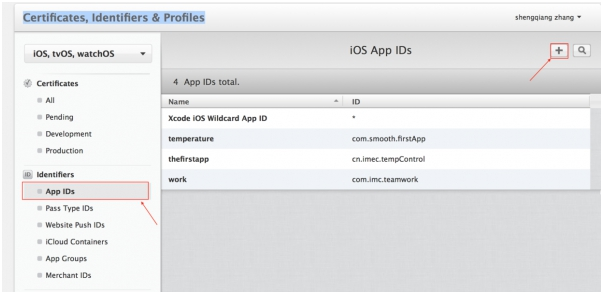 Certificates, Identifiers & Profiles
shengqiang zhang
iOS, tvOS, watchOS
iOS App IDs
4 App IDs total.
Certificates
All
Pending
Development
Production
Identifiers
App IDs
Pass Type IDs
Website Push IDs
iCloud Containers
App Groups
Merchant IDs
Name ID
Xcode iOS Wildcard App ID *
temperature com.smooth.firstApp
thefirstapp cn.imec.tempControl
work com.imc.teamwork